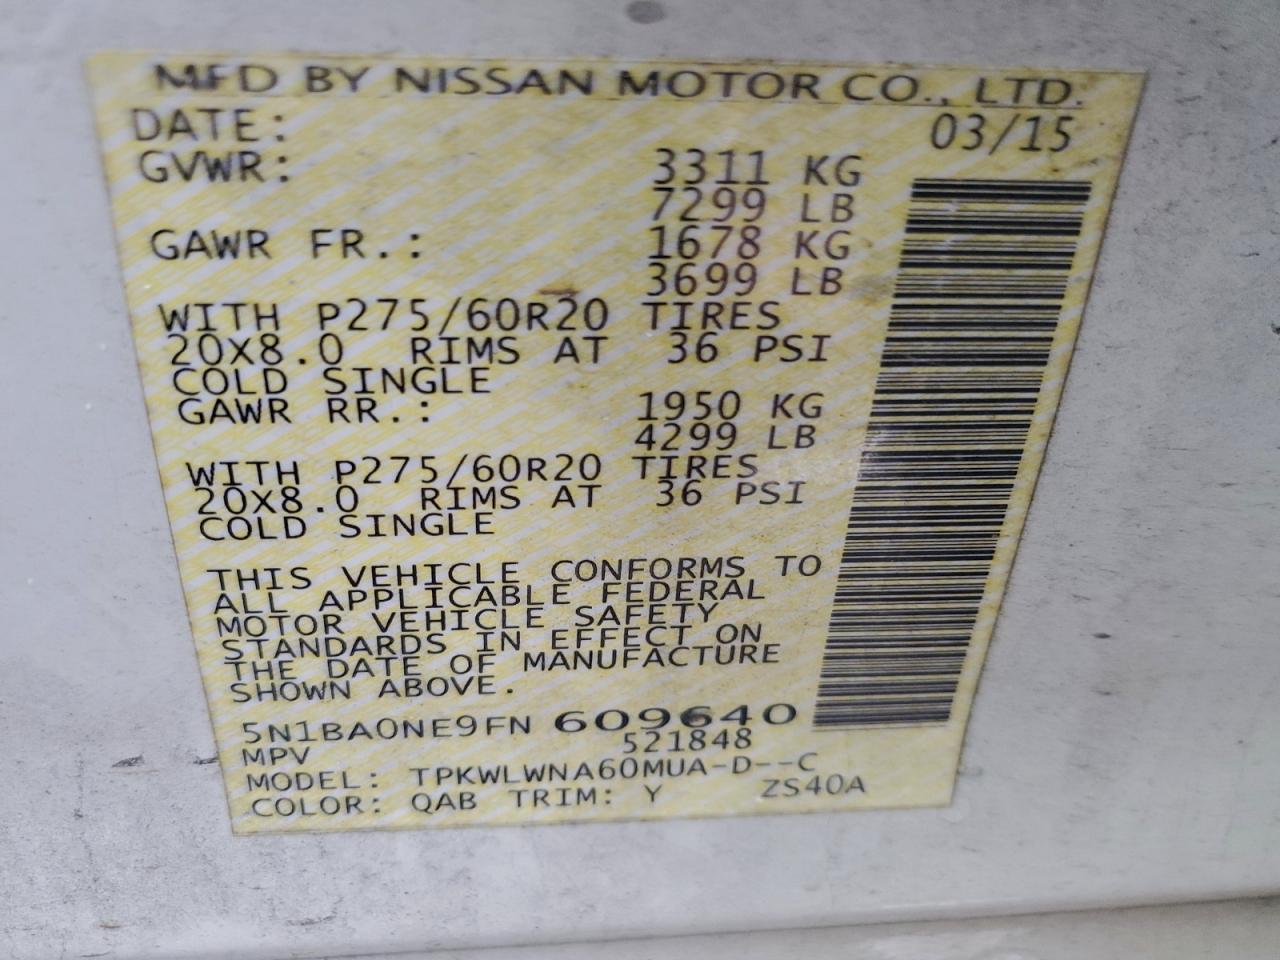 MFD BY NISSAN MOTOR CO., LTD.
DATE: 03/15
GVWR: 3311 KG
7299 LB
GAWR FR.: 1678 KG
3699 LB
WITH P275/60R20 TIRES
20X8.0 RIMS AT 36 PSI
COLD SINGLE
GAWR RR.: 1950 KG
4299 LB
WITH P275/60R20 TIRES
20X8.0 RIMS AT 36 PSI
COLD SINGLE
THIS VEHICLE CONFORMS TO
ALL APPLICABLE FEDERAL
MOTOR VEHICLE SAFETY
STANDARDS IN EFFECT ON
THE DATE OF MANUFACTURE
SHOWN ABOVE.
5N1BA0NE9FN 609640
MPV 521848
MODEL: TPKWLWNA60MUA-D--C
COLOR: QAB TRIM: Y ZS40A